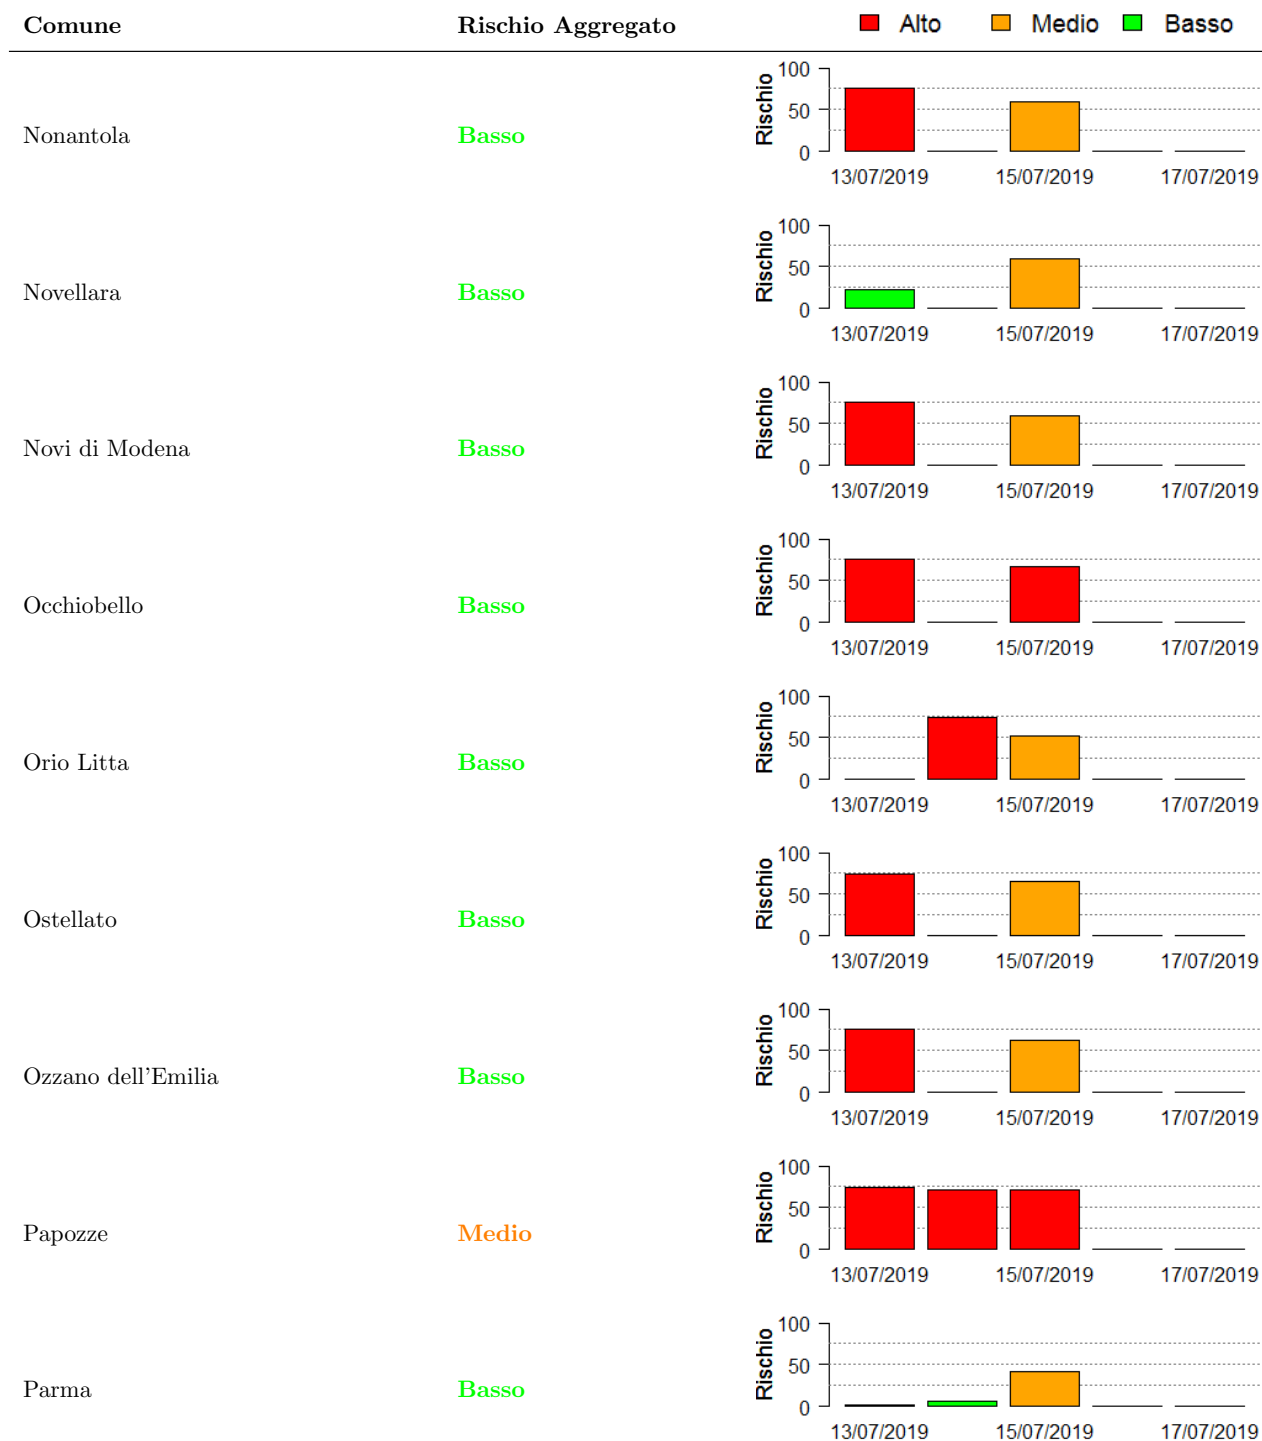 Comune Rischio Aggregato Alto Medio Basso
Nonantola Basso Rischio 100 50 0
13/07/2019 15/07/2019 17/07/2019
Novellara Basso Rischio 100 50 0
13/07/2019 15/07/2019 17/07/2019
Novi di Modena Basso Rischio 100 50 0
13/07/2019 15/07/2019 17/07/2019
Occhiobello Basso Rischio 100 50 0
13/07/2019 15/07/2019 17/07/2019
Orio Litta Basso Rischio 100 50 0
13/07/2019 15/07/2019 17/07/2019
Ostellato Basso Rischio 100 50 0
13/07/2019 15/07/2019 17/07/2019
Ozzano dell'Emilia Basso Rischio 100 50 0
13/07/2019 15/07/2019 17/07/2019
Papozze Medio Rischio 100 50 0
13/07/2019 15/07/2019 17/07/2019
Parma Basso Rischio 100 50 0
13/07/2019 15/07/2019 17/07/2019